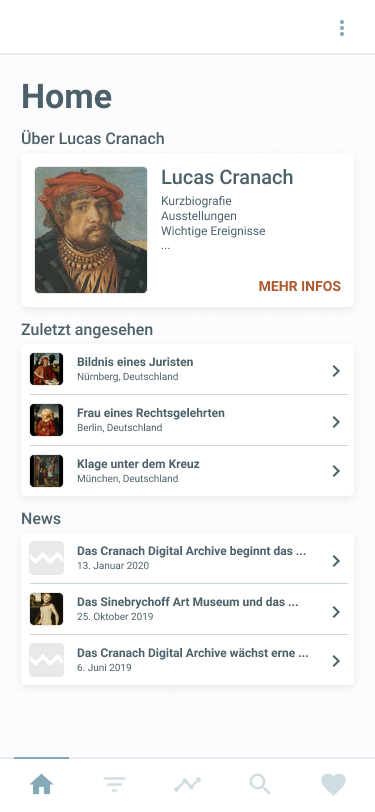 Home
Über Lucas Cranach
Lucas Cranach
Kurzbiografie
Ausstellungen
Wichtige Ereignisse
...
MEHR INFOS
Zuletzt angesehen
Bildnis eines Juristen
Nürnberg, Deutschland
Frau eines Rechtsgelehrten
Berlin, Deutschland
Klage unter dem Kreuz
München, Deutschland
News
Das Cranach Digital Archive beginnt das ...
13. Januar 2020
Das Sinebrychoff Art Museum und das ...
25. Oktober 2019
Das Cranach Digital Archive wächst erne ...
6. Juni 2019